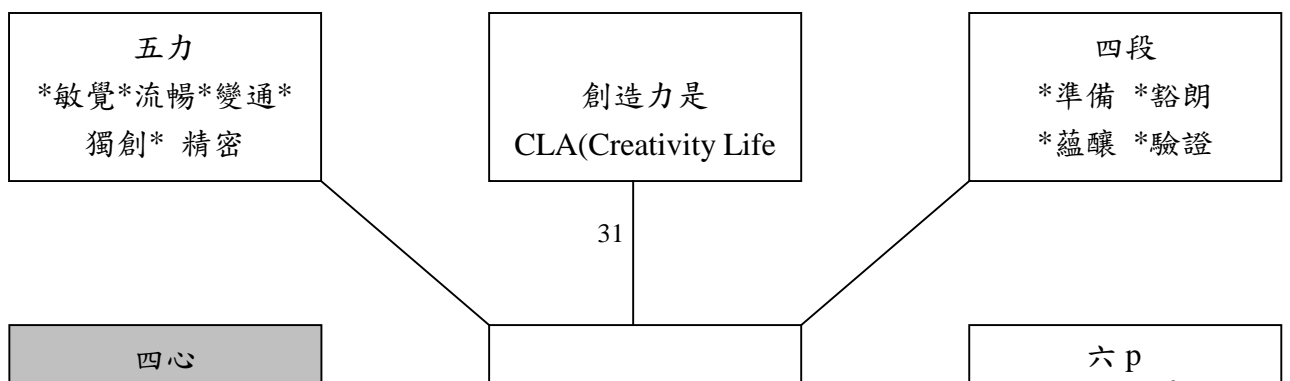 五力
*敏覺*流暢*變通*
獨創* 精密
創造力是
CLA(Creativity Life
四段
*準備 *豁朗
*蘊釀 *驗證
31
四心
六 p